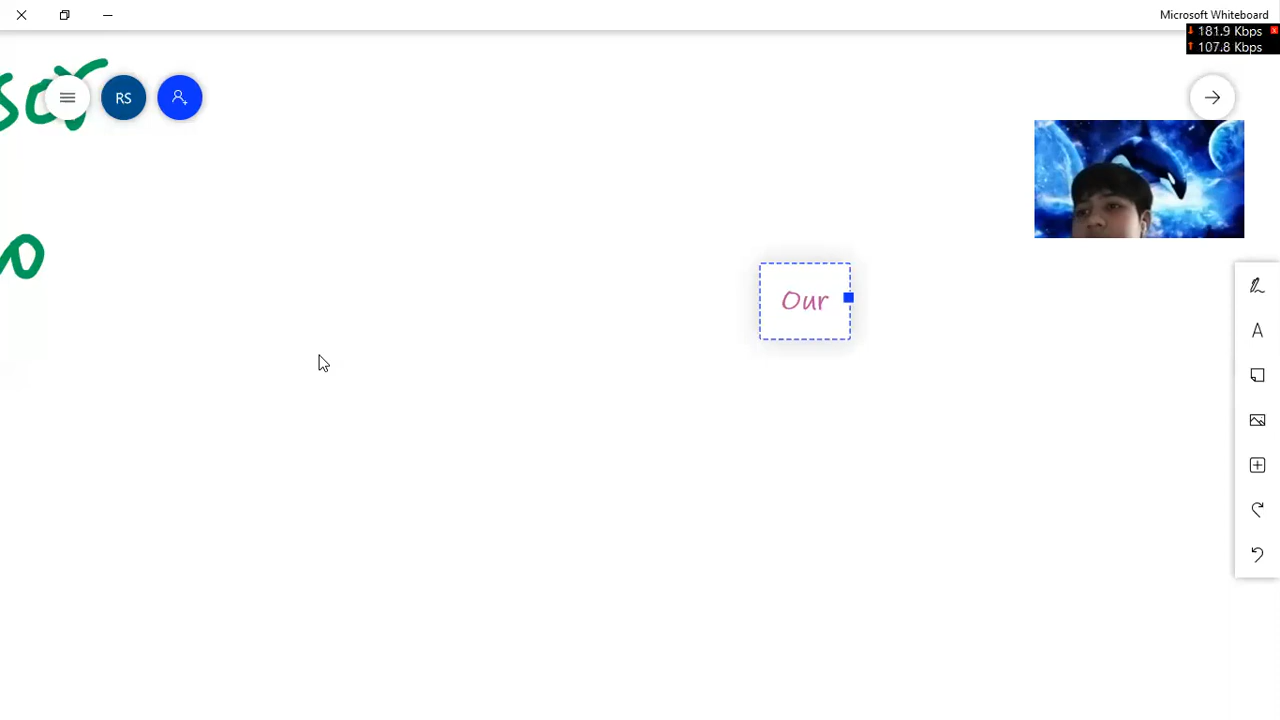 Microsoft Whiteboard
↓ 181.9 Kbps x
↑ 107.8 Kbps
RS
Our
A